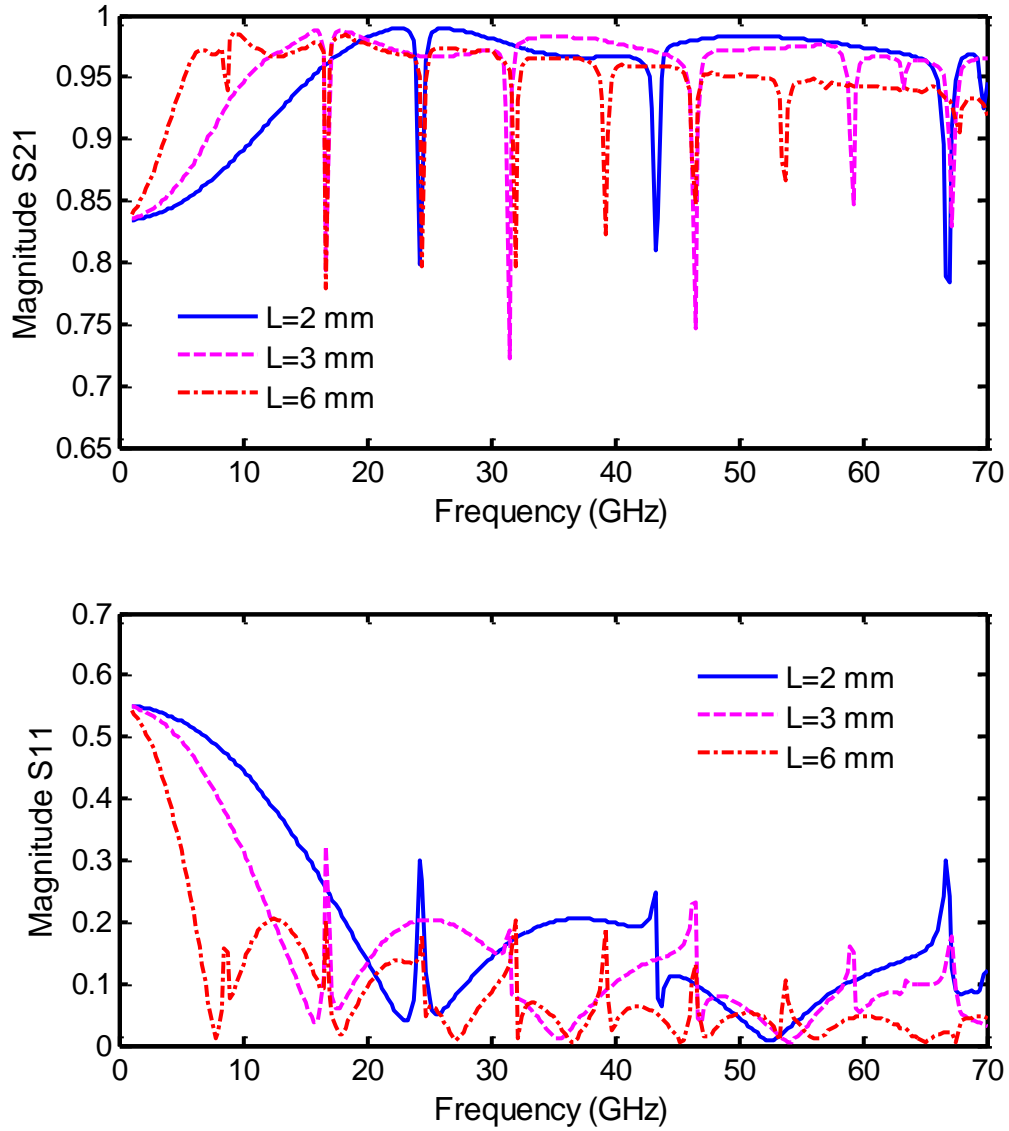 Magnitude S21
1
0.95
0.9
0.85
0.8
0.75
0.7
0.65
L=2 mm
L=3 mm
L=6 mm
0 10 20 30 40 50 60 70
Frequency (GHz)
Magnitude S11
0.7
0.6
0.5
0.4
0.3
0.2
0.1
0
L=2 mm
L=3 mm
L=6 mm
0 10 20 30 40 50 60 70
Frequency (GHz)